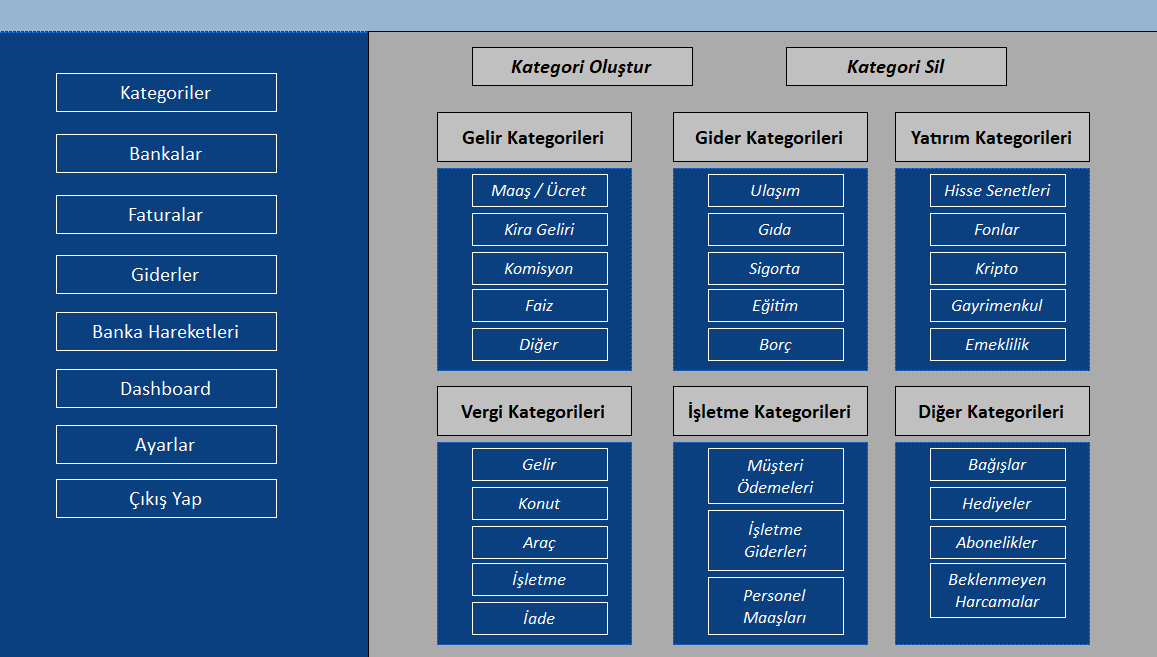 Kategoriler
Bankalar
Faturalar
Giderler
Banka Hareketleri
Dashboard
Ayarlar
Çıkış Yap
Kategori Oluştur
Kategori Sil
Gelir Kategorileri
Maaş / Ücret
Kira Geliri
Komisyon
Faiz
Diğer
Gider Kategorileri
Ulaşım
Gıda
Sigorta
Eğitim
Borç
Yatırım Kategorileri
Hisse Senetleri
Fonlar
Kripto
Gayrimenkul
Emeklilik
Vergi Kategorileri
Gelir
Konut
Araç
İşletme
İade
İşletme Kategorileri
Müşteri
Ödemeleri
İşletme
Giderleri
Personel
Maaşları
Diğer Kategorileri
Bağışlar
Hediyeler
Abonelikler
Beklenmeyen
Harcamalar